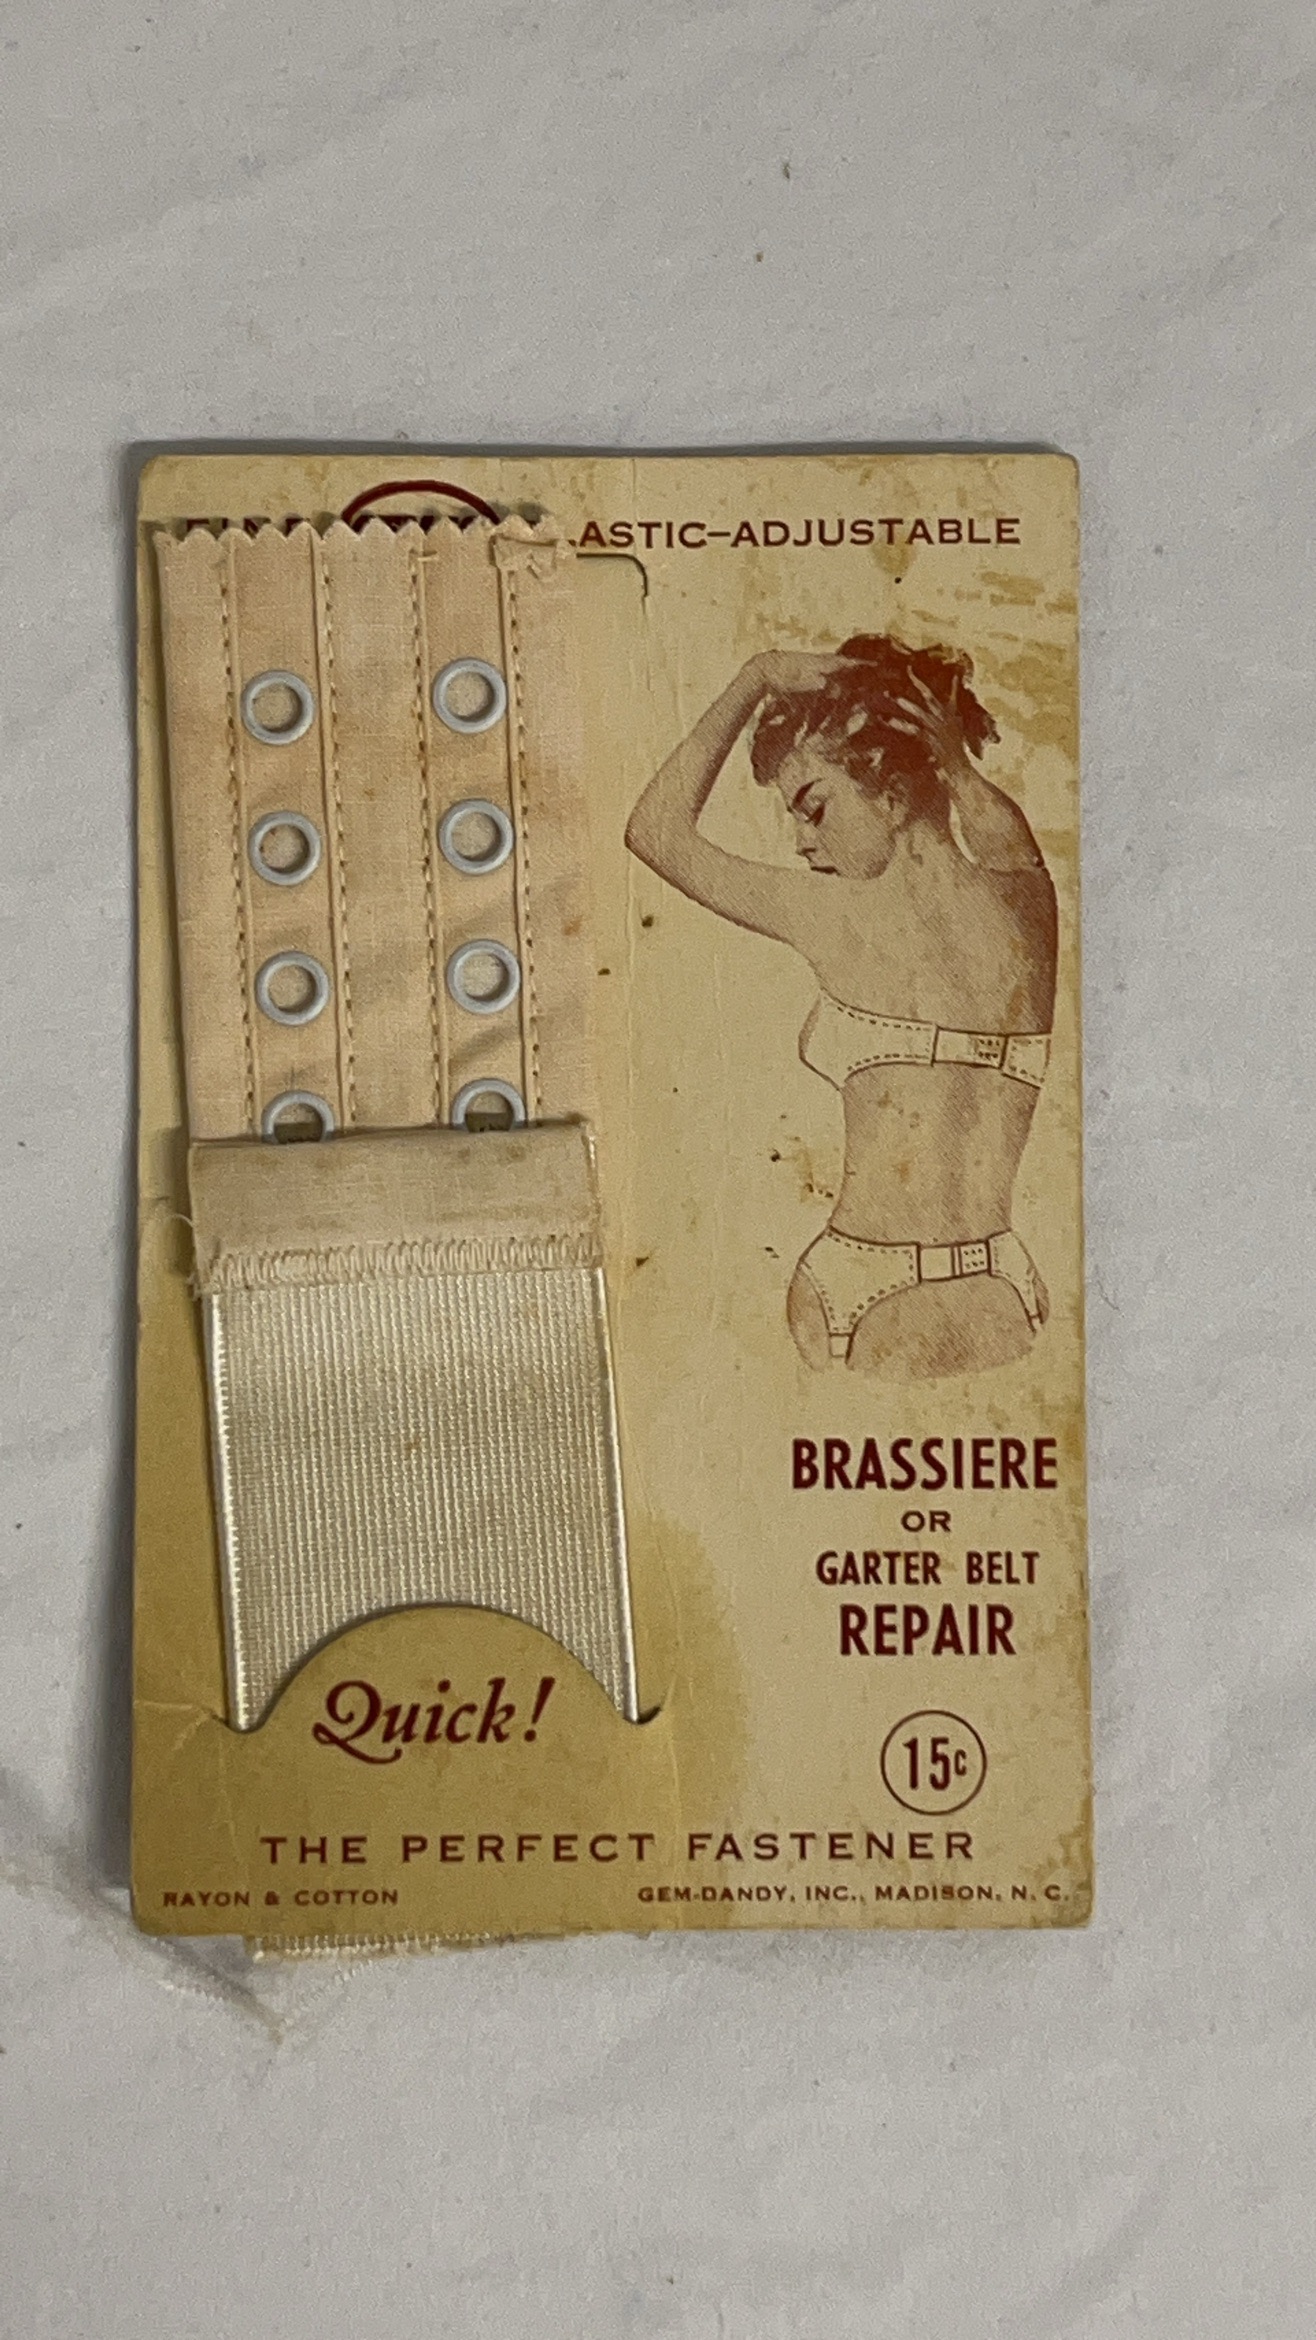 ASTIC–ADJUSTABLE
BRASSIERE
OR
GARTER BELT
REPAIR
Quick!
15c
THE PERFECT FASTENER
RAYON & COTTON
GEM-DANDY, INC., MADISON, N. C.